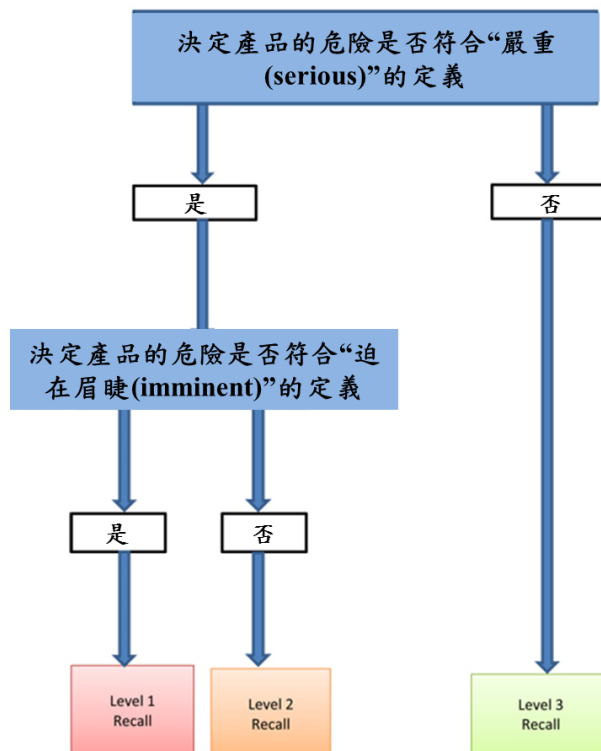 決定產品的危險是否符合“嚴重
(serious)”的定義
是
否
決定產品的危險是否符合“迫
在眉睫(imminent)”的定義
是
否
Level 1
Recall
Level 2
Recall
Level 3
Recall